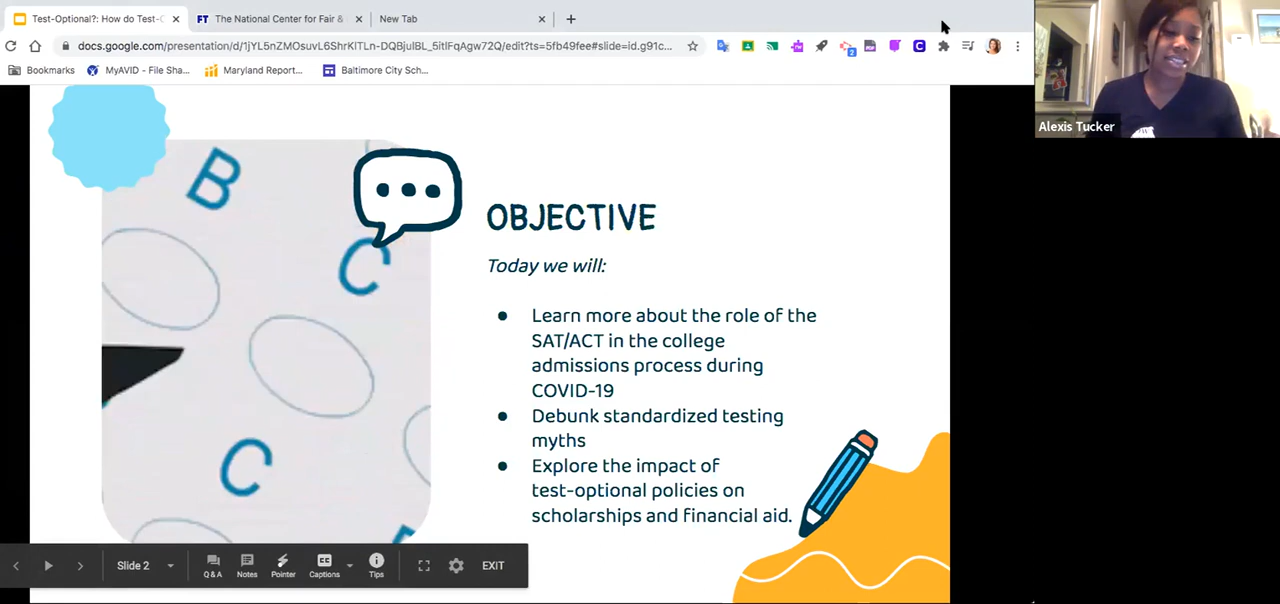 Test-Optional?: How do Test-C
The National Center for Fair &
New Tab
docs.google.com/presentation/d/1jYL5nZMOsuvL6ShrKlTLn-DQBjulBL_5itlFqAgw72Q/edit?ts=5fb49fee#slide=id.g91c...
Bookmarks
MyAVID - File Sha...
Maryland Report...
Baltimore City Sch...
Alexis Tucker
B
C
C
OBJECTIVE
Today we will:
● Learn more about the role of the
SAT/ACT in the college
admissions process during
COVID-19
● Debunk standardized testing
myths
● Explore the impact of
test-optional policies on
scholarships and financial aid.
Slide 2
Q & A
Notes
Pointer
Captions
Tips
EXIT